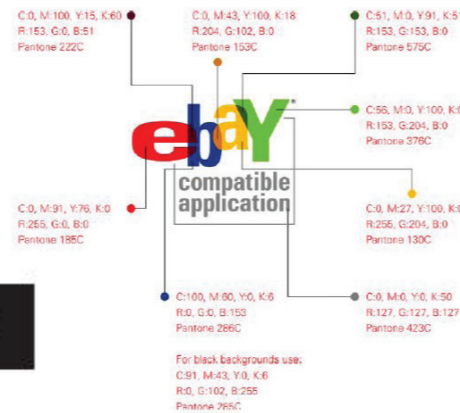 C:0, M:100, Y:15, K:60
R:153, G:0, B:51
Pantone 222C
C:0, M:43, Y:100, K:18
R:204, G:102, B:0
Pantone 153C
C:51, M:0, Y:91, K:51
R:153, G:153, B:0
Pantone 575C
C:56, M:0, Y:100, K:0
R:153, G:204, B:0
Pantone 376C
ebaY
compatible
application
C:0, M:91, Y:76, K:0
R:255, G:0, B:0
Pantone 185C
C:0, M:27, Y:100, K:0
R:255, G:204, B:0
Pantone 130C
C:100, M:60, Y:0, K:6
R:0, G:0, B:153
Pantone 286C
C:0, M:0, Y:0, K:50
R:127, G:127, B:127
Pantone 423C
For black backgrounds use:
C:91, M:43, Y:0, K:6
R:0, G:102, B:255
Pantone 285C